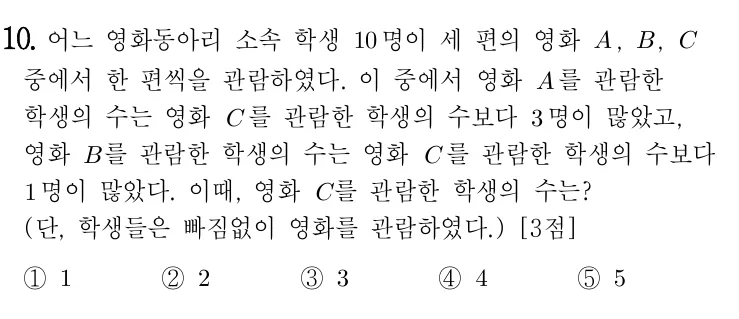 10. 어느 영화동아리 소속 학생 10명이 세 편의 영화 A, B, C
중에서 한 편씩을 관람하였다. 이 중에서 영화 A를 관람한
학생의 수는 영화 C를 관람한 학생의 수보다 3명이 많았고,
영화 B를 관람한 학생의 수는 영화 C를 관람한 학생의 수보다
1명이 많았다. 이때, 영화 C를 관람한 학생의 수는?
(단, 학생들은 빠짐없이 영화를 관람하였다.) [3점]
① 1 ② 2 ③ 3 ④ 4 ⑤ 5